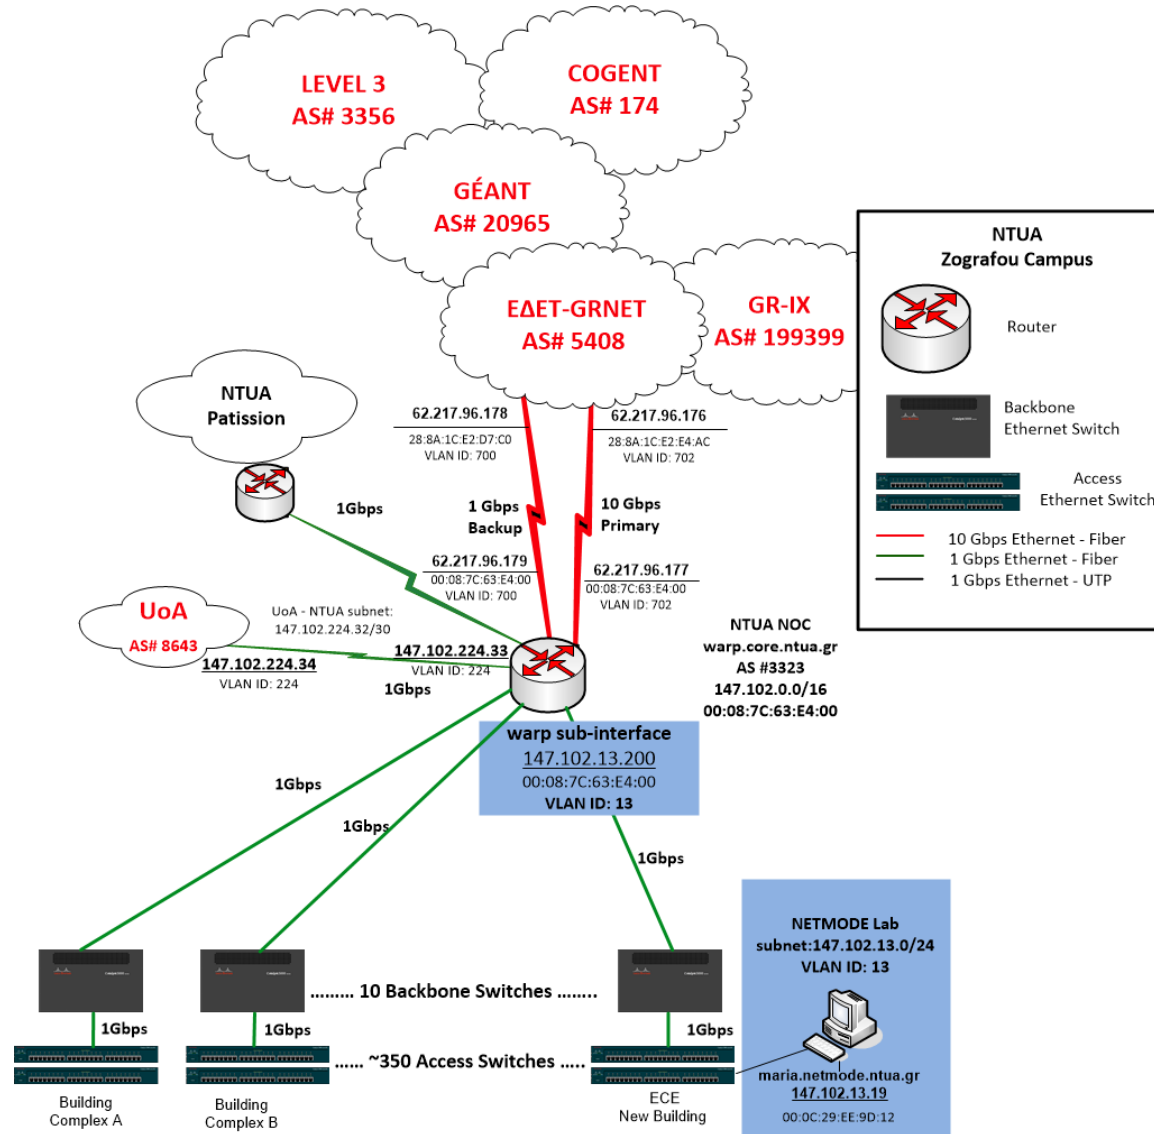 LEVEL 3
AS# 3356
COGENT
AS# 174
GÉANT
AS# 20965
ΕΔΕΤ-GRNET
AS# 5408
GR-IX
AS# 199399
NTUA
Zografou Campus
Router
Backbone
Ethernet Switch
Access
Ethernet Switch
10 Gbps Ethernet - Fiber
1 Gbps Ethernet - Fiber
1 Gbps Ethernet - UTP
NTUA
Patission
62.217.96.178
28:8A:1C:E2:D7:C0
VLAN ID: 700
62.217.96.176
28:8A:1C:E2:E4:AC
VLAN ID: 702
1Gbps
1 Gbps
Backup
10 Gbps
Primary
62.217.96.179
00:08:7C:63:E4:00
VLAN ID: 700
62.217.96.177
00:08:7C:63:E4:00
VLAN ID: 702
UoA
AS# 8643
UoA - NTUA subnet:
147.102.224.32/30
147.102.224.34
VLAN ID: 224
147.102.224.33
VLAN ID: 224
1Gbps
NTUA NOC
warp.core.ntua.gr
AS #3323
147.102.0.0/16
00:08:7C:63:E4:00
warp sub-interface
147.102.13.200
00:08:7C:63:E4:00
VLAN ID: 13
1Gbps
1Gbps
1Gbps
NETMODE Lab
subnet:147.102.13.0/24
VLAN ID: 13
maria.netmode.ntua.gr
147.102.13.19
00:0C:29:EE:9D:12
......... 10 Backbone Switches ........
1Gbps
1Gbps
1Gbps
...... ~350 Access Switches .....
Building
Complex A
Building
Complex B
ECE
New Building